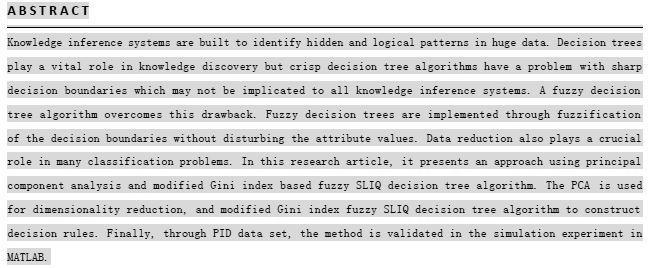 ABSTRACT
Knowledge inference systems are built to identify hidden and logical patterns in huge data. Decision trees
play a vital role in knowledge discovery but crisp decision tree algorithms have a problem with sharp
decision boundaries which may not be implicated to all knowledge inference systems. A fuzzy decision
tree algorithm overcomes this drawback. Fuzzy decision trees are implemented through fuzzification
of the decision boundaries without disturbing the attribute values. Data reduction also plays a crucial
role in many classification problems. In this research article, it presents an approach using principal
component analysis and modified Gini index based fuzzy SLIQ decision tree algorithm. The PCA is used
for dimensionality reduction, and modified Gini index fuzzy SLIQ decision tree algorithm to construct
decision rules. Finally, through PID data set, the method is validated in the simulation experiment in
MATLAB.